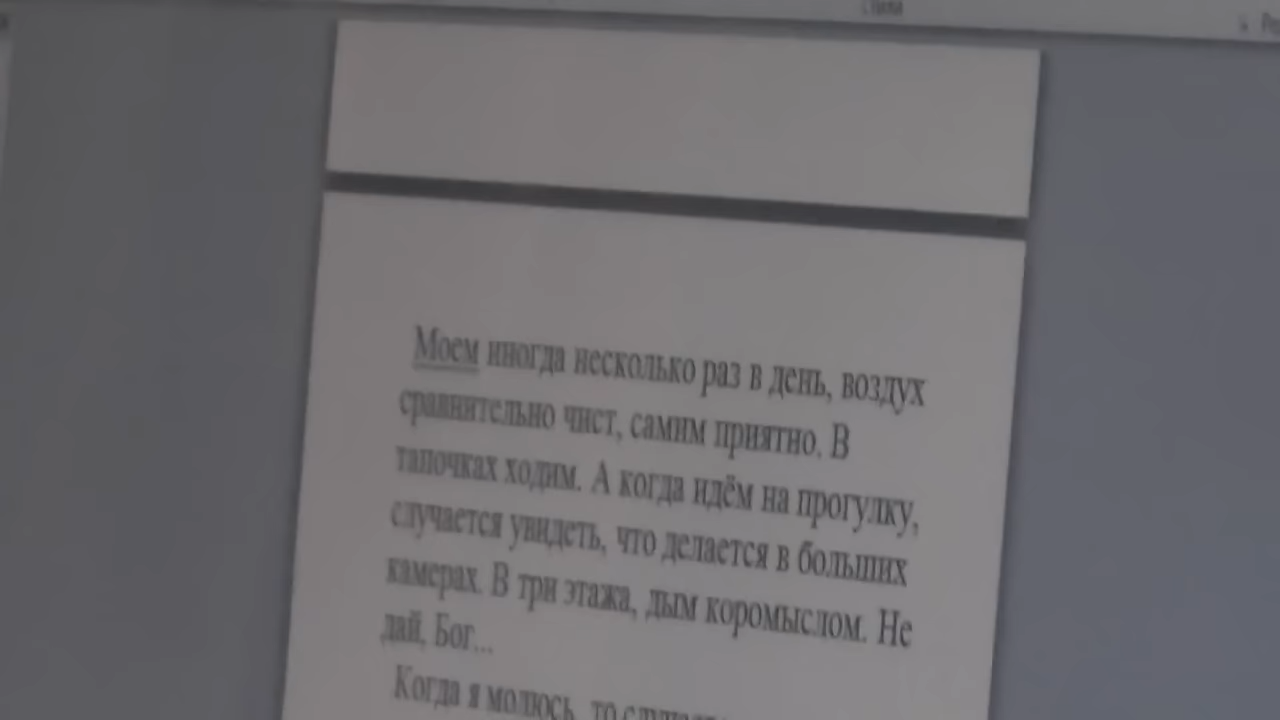 Моем иногда несколько раз в день, воздух
сравнительно чист, самим приятно. В
тапочках ходим. А когда идём на прогулку,
случается увидеть, что делается в больших
камерах. В три этажа, дым коромыслом. Не
дай, Бог...
Когда я молюсь, то